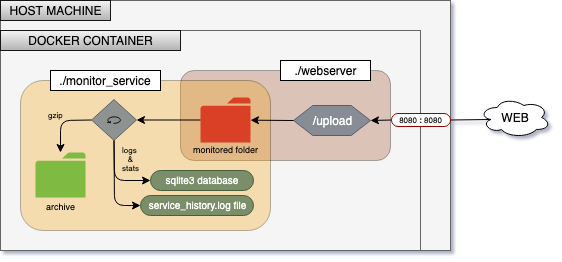 HOST MACHINE
DOCKER CONTAINER
./monitor_service
./webserver
gzip
/upload
8080 : 8080
WEB
monitored folder
logs
&
stats
sqlite3 database
archive
service_history.log file